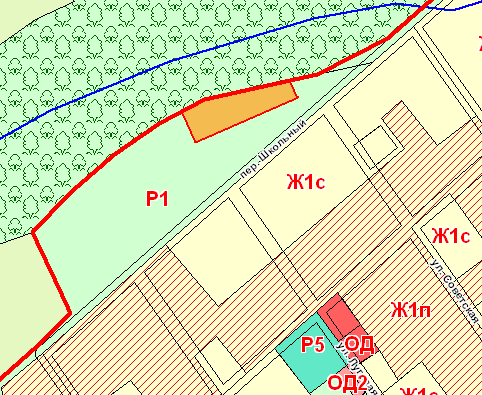 пер.-Школьный
Р1
Ж1с
Ж1с
ул.-Советская
Ж1п
Р5
ОД
ОД2